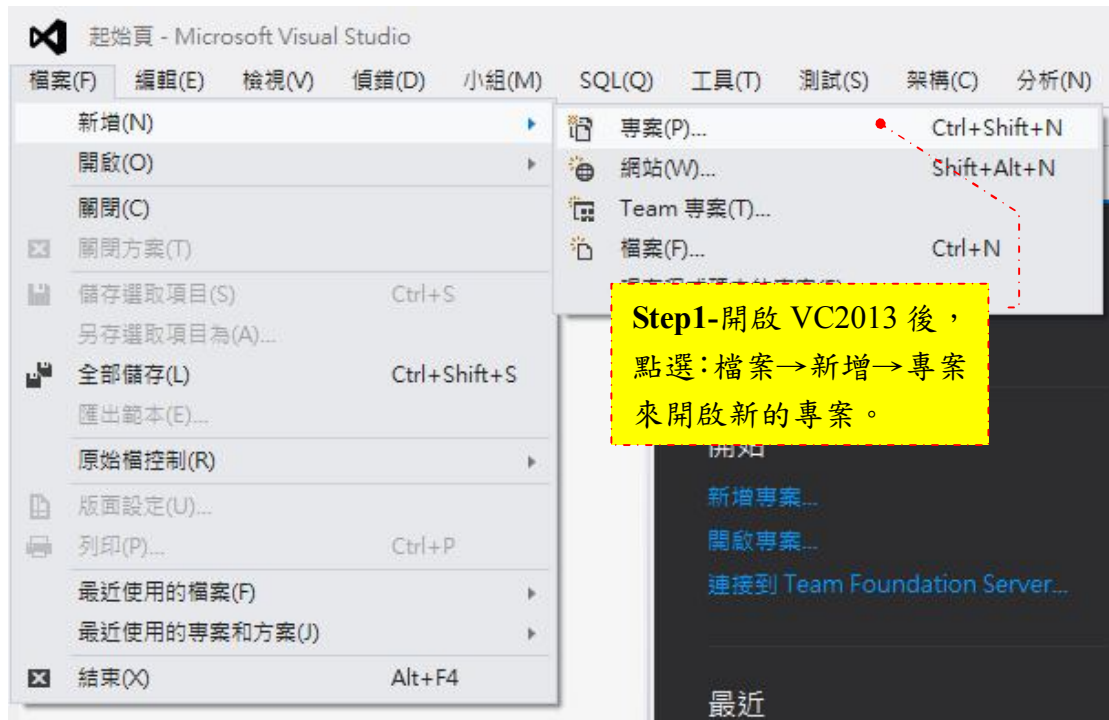 起始頁 - Microsoft Visual Studio
檔案(F) 編輯(E) 檢視(V) 偵錯(D) 小組(M) SQL(Q) 工具(T) 測試(S) 架構(C) 分析(N)
新增(N)
開啟(O)
關閉(C)
關閉方案(T)
儲存選取項目(S) Ctrl+S
另存選取項目為(A)...
全部儲存(L) Ctrl+Shift+S
匯出範本(E)...
原始檔控制(R)
版面設定(U)...
列印(P)... Ctrl+P
最近使用的檔案(F)
最近使用的專案和方案(J)
結束(X) Alt+F4
專案(P)... Ctrl+Shift+N
網站(W)... Shift+Alt+N
Team 專案(T)...
檔案(F)... Ctrl+N
Step1-開啟 VC2013 後，
點選：檔案→新增→專案
來開啟新的專案。
開始
新增專案...
開啟專案...
連接到 Team Foundation Server...
最近